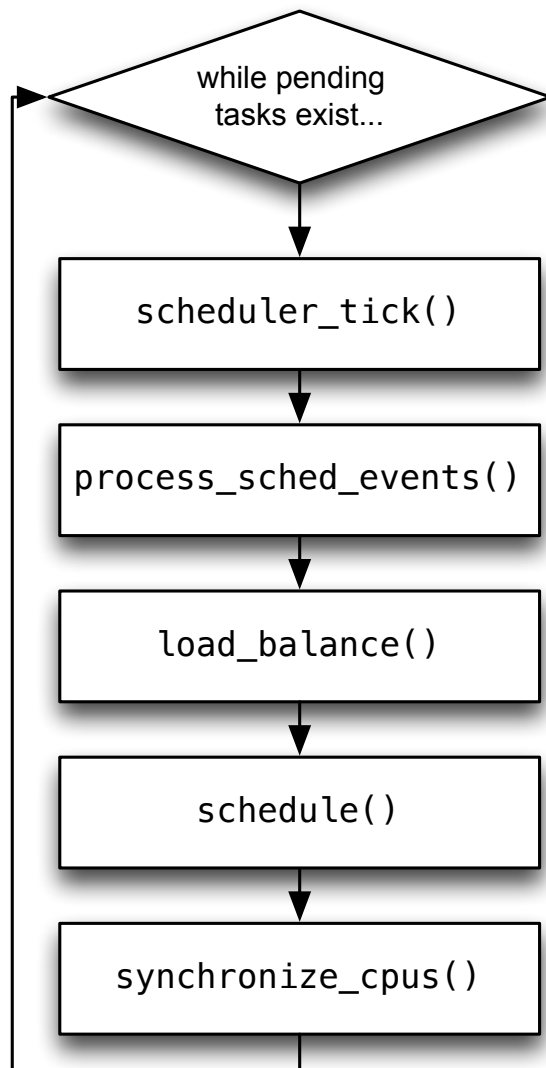 while pending
tasks exist...
scheduler_tick()
process_sched_events()
load_balance()
schedule()
synchronize_cpus()